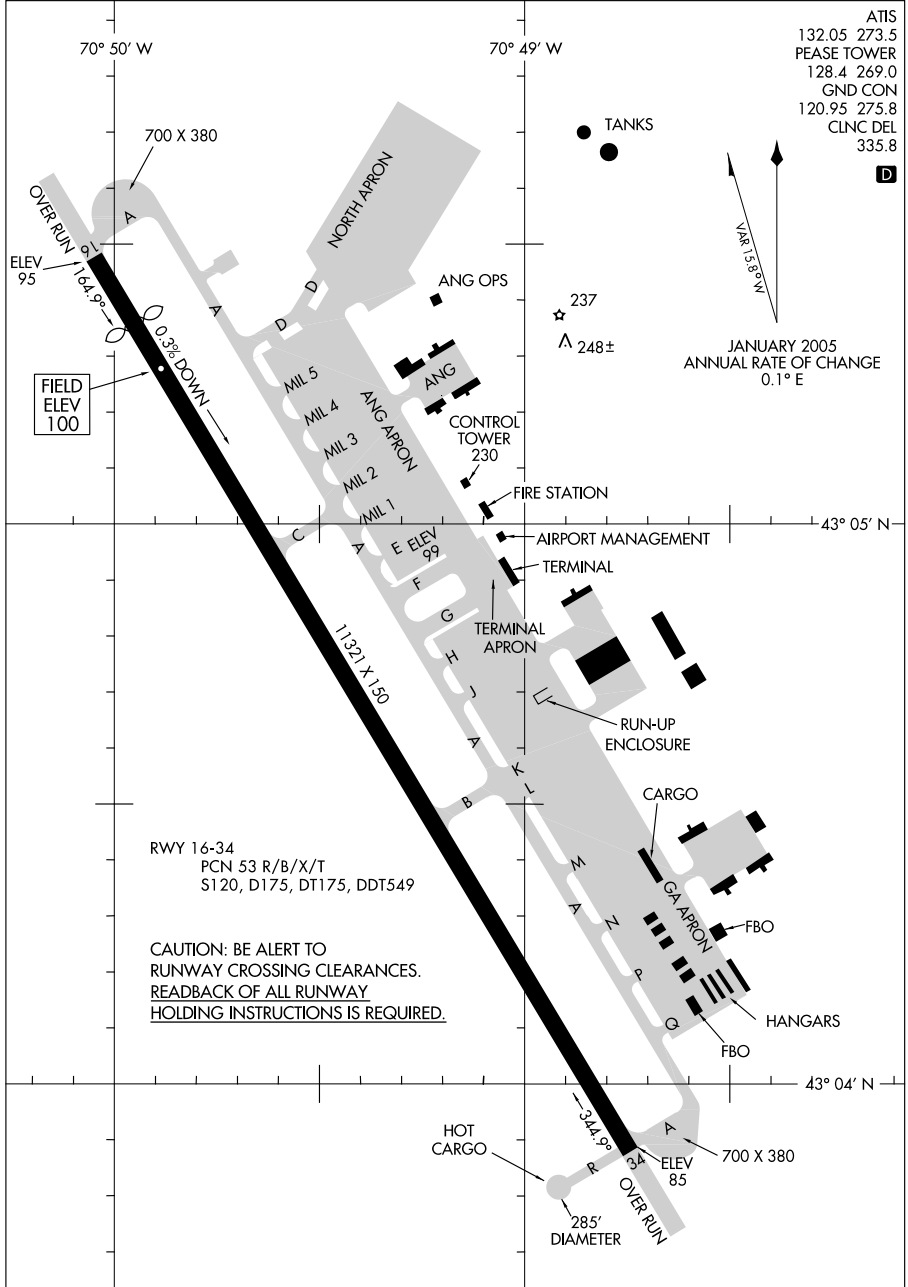 ATIS
132.05 273.5
PEASE TOWER
128.4 269.0
GND CON
120.95 275.8
CLNC DEL
335.8
D
70° 50' W
70° 49' W
700 X 380
TANKS
NORTH APRON
OVER RUN
A
16
ELEV
95
164.9°
0.3% DOWN
A
D
D
ANG OPS
237
248±
VAR 15.8° W
JANUARY 2005
ANNUAL RATE OF CHANGE
0.1° E
FIELD
ELEV
100
MIL 5
MIL 4
MIL 3
MIL 2
MIL 1
ANG APRON
ANG
CONTROL
TOWER
230
FIRE STATION
43° 05' N
AIRPORT MANAGEMENT
TERMINAL
C
A
E
ELEV
99
F
G
H
J
TERMINAL
APRON
11321 X 150
RUN-UP
ENCLOSURE
A
K
L
B
CARGO
RWY 16-34
PCN 53 R/B/X/T
S120, D175, DT175, DDT549
M
A
N
P
Q
GA APRON
FBO
CAUTION: BE ALERT TO
RUNWAY CROSSING CLEARANCES.
READBACK OF ALL RUNWAY
HOLDING INSTRUCTIONS IS REQUIRED.
HANGARS
FBO
43° 04' N
344.9°
A
HOT
CARGO
R
34
ELEV
85
700 X 380
OVER RUN
285'
DIAMETER